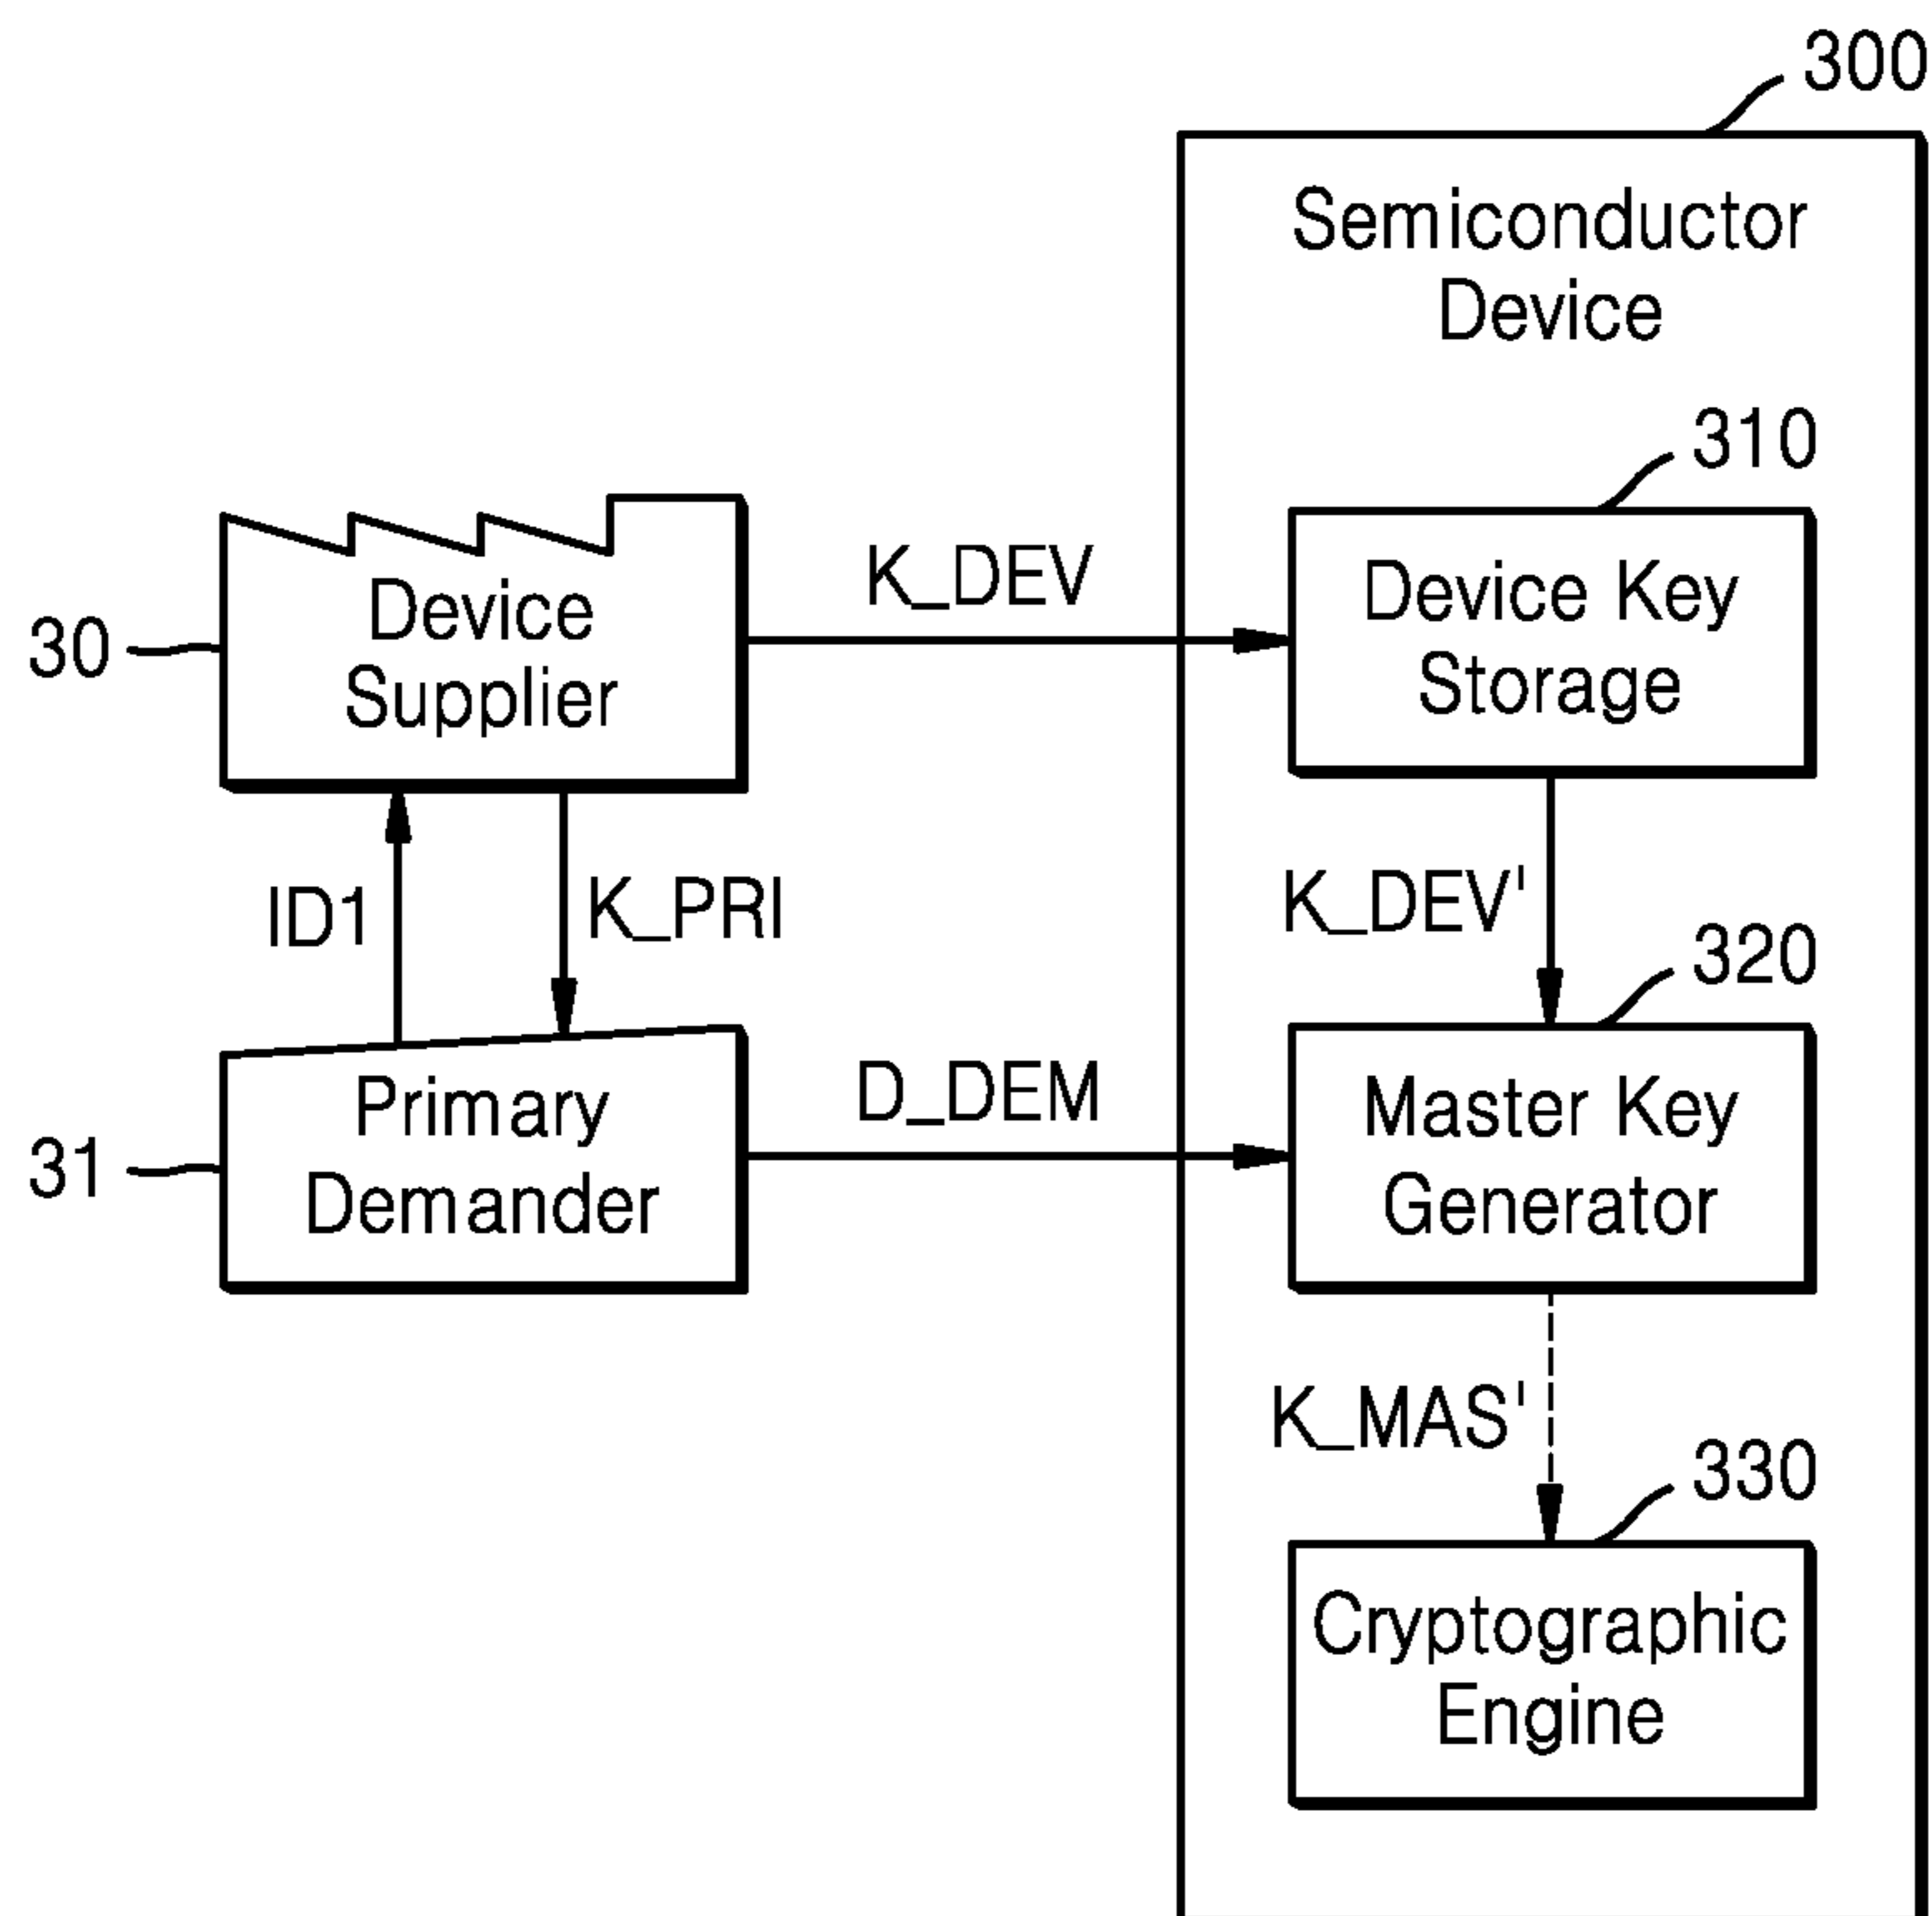 300
Semiconductor
Device
310
Device Key
Storage
K_DEV
Device
Supplier
30
ID1
K_PRI
K_DEV'
320
Primary
Demander
31
D_DEM
Master Key
Generator
K_MAS'
330
Cryptographic
Engine